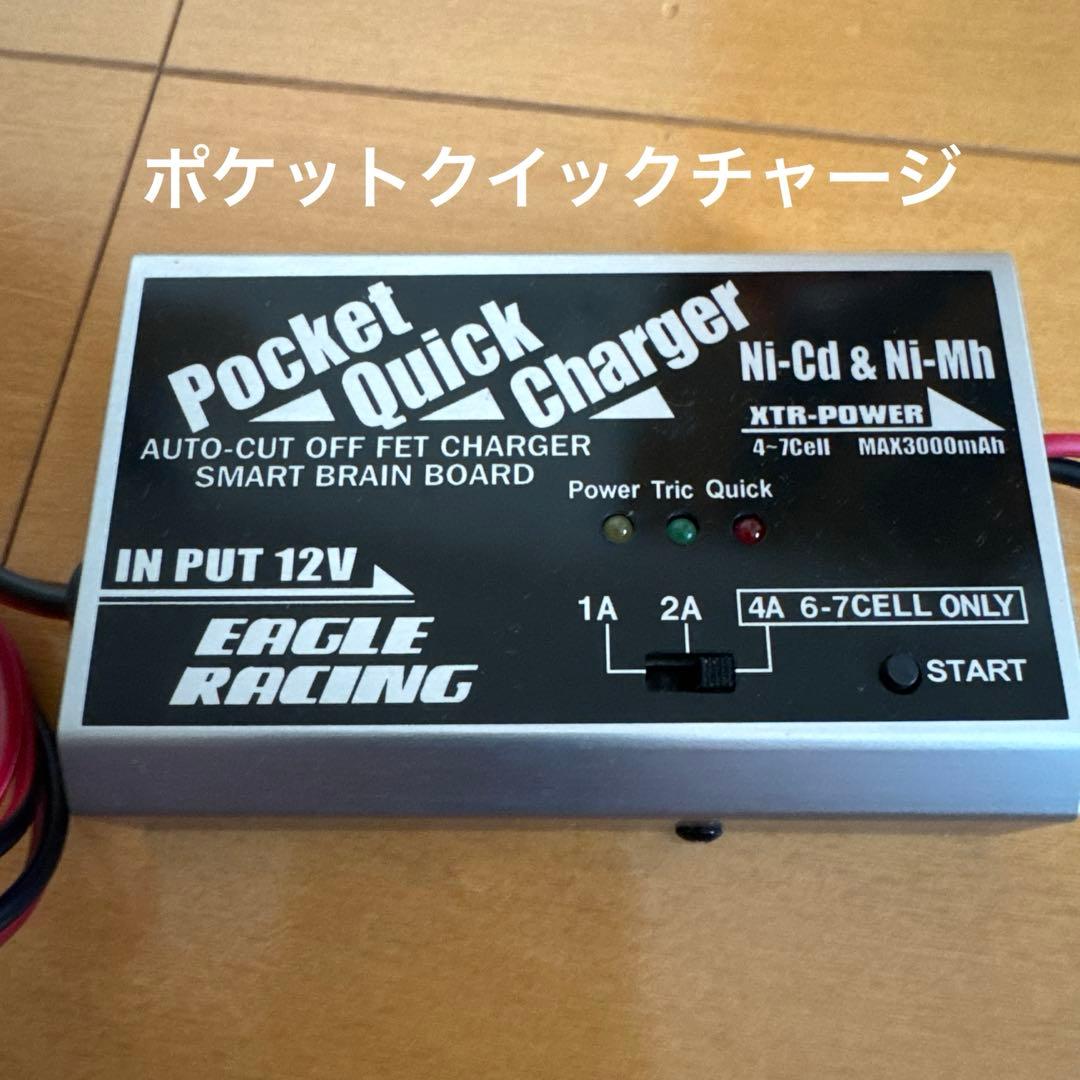 ポケットクイックチャージ
Pocket
Quick
Charger
Ni-Cd & Ni-Mh
XTR-POWER
4~7Cell MAX3000mAh
AUTO-CUT OFF FET CHARGER
SMART BRAIN BOARD
Power Tric Quick
IN PUT 12V
1A 2A 4A 6-7CELL ONLY
EAGLE
RACING
START